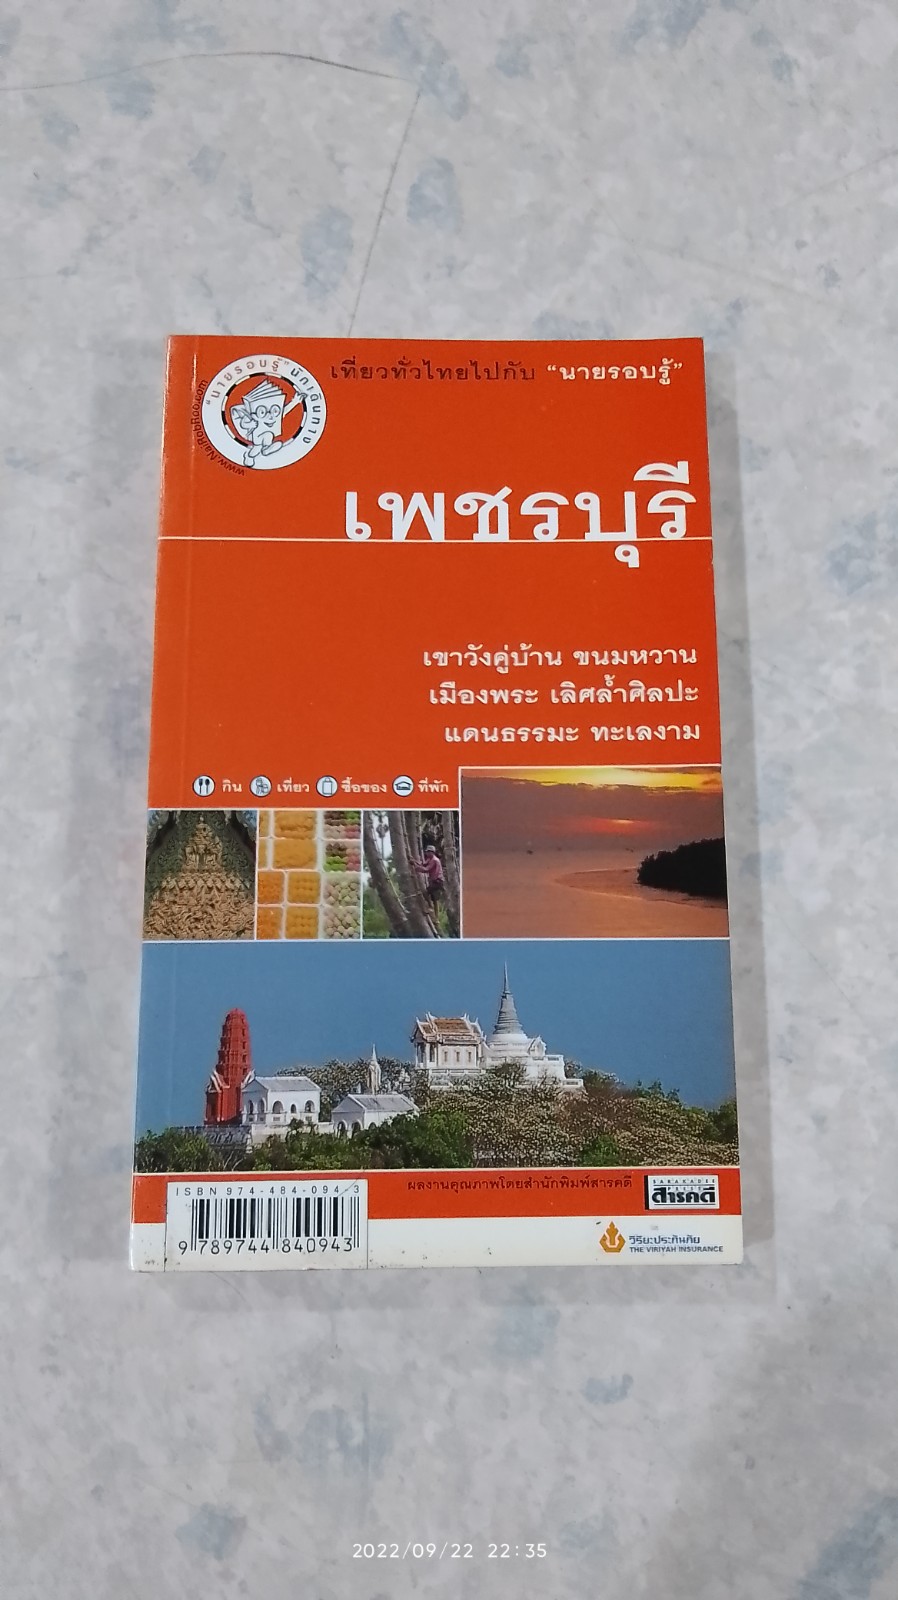 เที่ยวทั่วไทยไปกับ “นายรอบรู้”
“นายรอบรู้” นักเดินทาง
www.NaiRobRoo.com
เพชรบุรี
เขาวังคู่บ้าน ขนมหวาน
เมืองพระ เลิศล้ำศิลปะ
แดนธรรมะ ทะเลงาม
กิน เที่ยว ซื้อของ ที่พัก
ผลงานคุณภาพโดยสำนักพิมพ์สารคดี
SARAKADEE PRESS
สารคดี
ISBN 974-484-094-3
9 789744 840943
วิริยะประกันภัย
THE VIRIYAH INSURANCE
2022/09/22 22:35